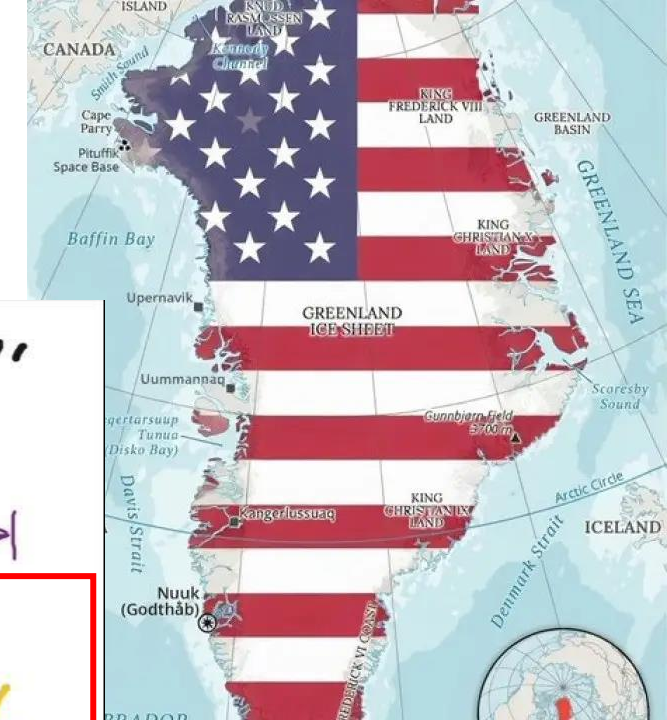 ISLAND
KNUD
RASMUSSEN
LAND
CANADA
Kennedy
Channel
Smith Sound
KING
FREDERICK VIII
LAND
Cape
Parry
GREENLAND
BASIN
Pituffik
Space Base
GREENLAND SEA
Baffin Bay
KING
CHRISTIAN X
LAND
Upernavik
GREENLAND
ICE SHEET
Uummannaq
Scoresby
Sound
Gunnbjørn Fjeld
3700 m
Tunua
(Disko Bay)
Arctic Circle
Davis Strait
KING
CHRISTIAN IX
LAND
Kangerlussuaq
ICELAND
Denmark Strait
Nuuk
(Godthåb)